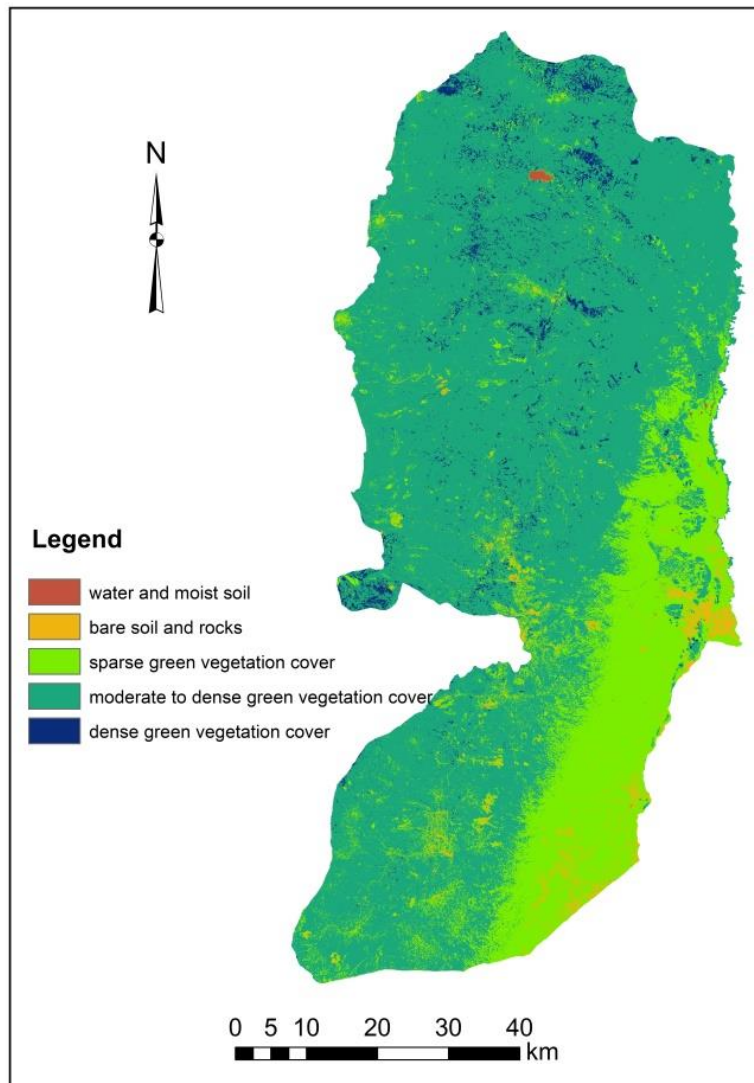 N
Legend
water and moist soil
bare soil and rocks
sparse green vegetation cover
moderate to dense green vegetation cover
dense green vegetation cover
0 5 10 20 30 40
km